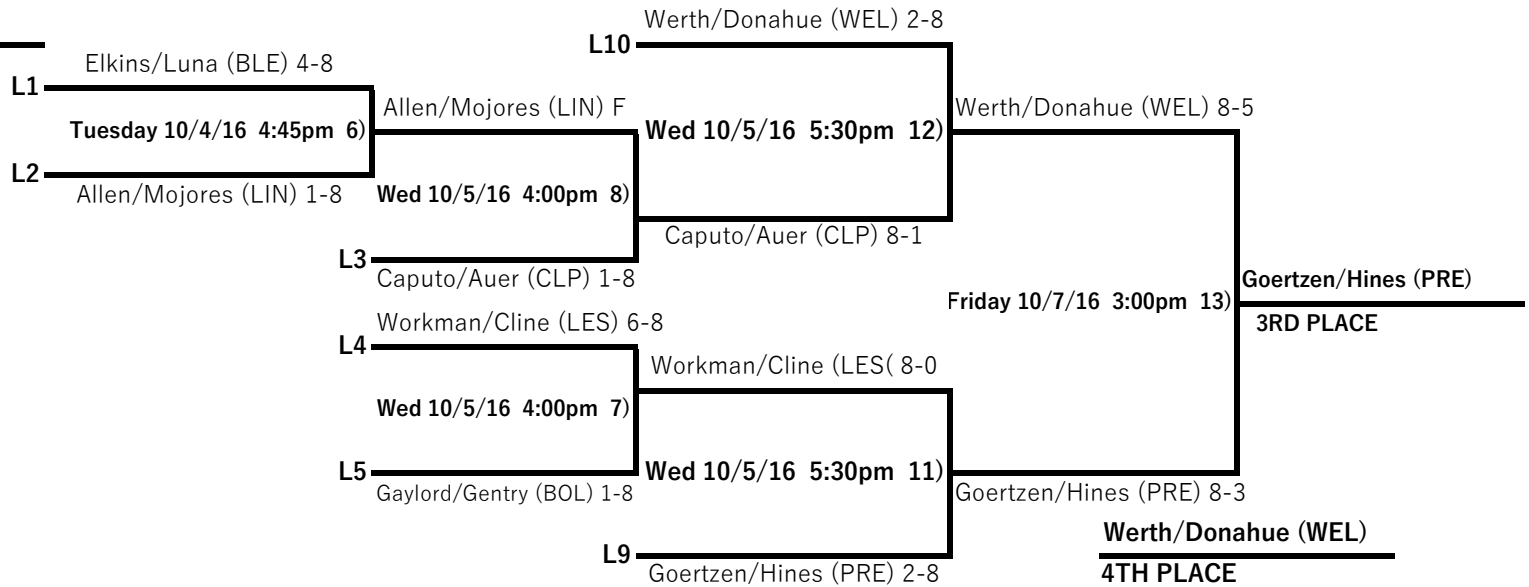 Werth/Donahue (WEL) 2-8
L10
Elkins/Luna (BLE) 4-8
L1
Allen/Mojores (LIN) F
Werth/Donahue (WEL) 8-5
Tuesday 10/4/16 4:45pm 6)
Wed 10/5/16 5:30pm 12)
L2
Allen/Mojores (LIN) 1-8
Wed 10/5/16 4:00pm 8)
Caputo/Auer (CLP) 8-1
L3
Caputo/Auer (CLP) 1-8
Goertzen/Hines (PRE)
Friday 10/7/16 3:00pm 13)
3RD PLACE
Workman/Cline (LES) 6-8
L4
Workman/Cline (LES( 8-0
Wed 10/5/16 4:00pm 7)
L5
Wed 10/5/16 5:30pm 11)
Gaylord/Gentry (BOL) 1-8
Goertzen/Hines (PRE) 8-3
Werth/Donahue (WEL)
L9
Goertzen/Hines (PRE) 2-8
4TH PLACE